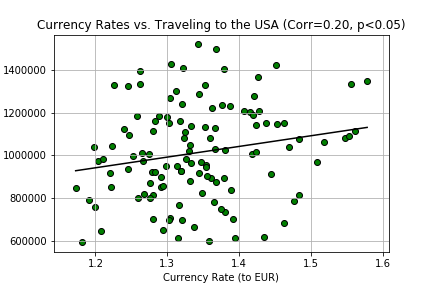 Currency Rates vs. Traveling to the USA (Corr=0.20, p<0.05)
1400000
1200000
1000000
800000
600000
1.2 1.3 1.4 1.5 1.6
Currency Rate (to EUR)